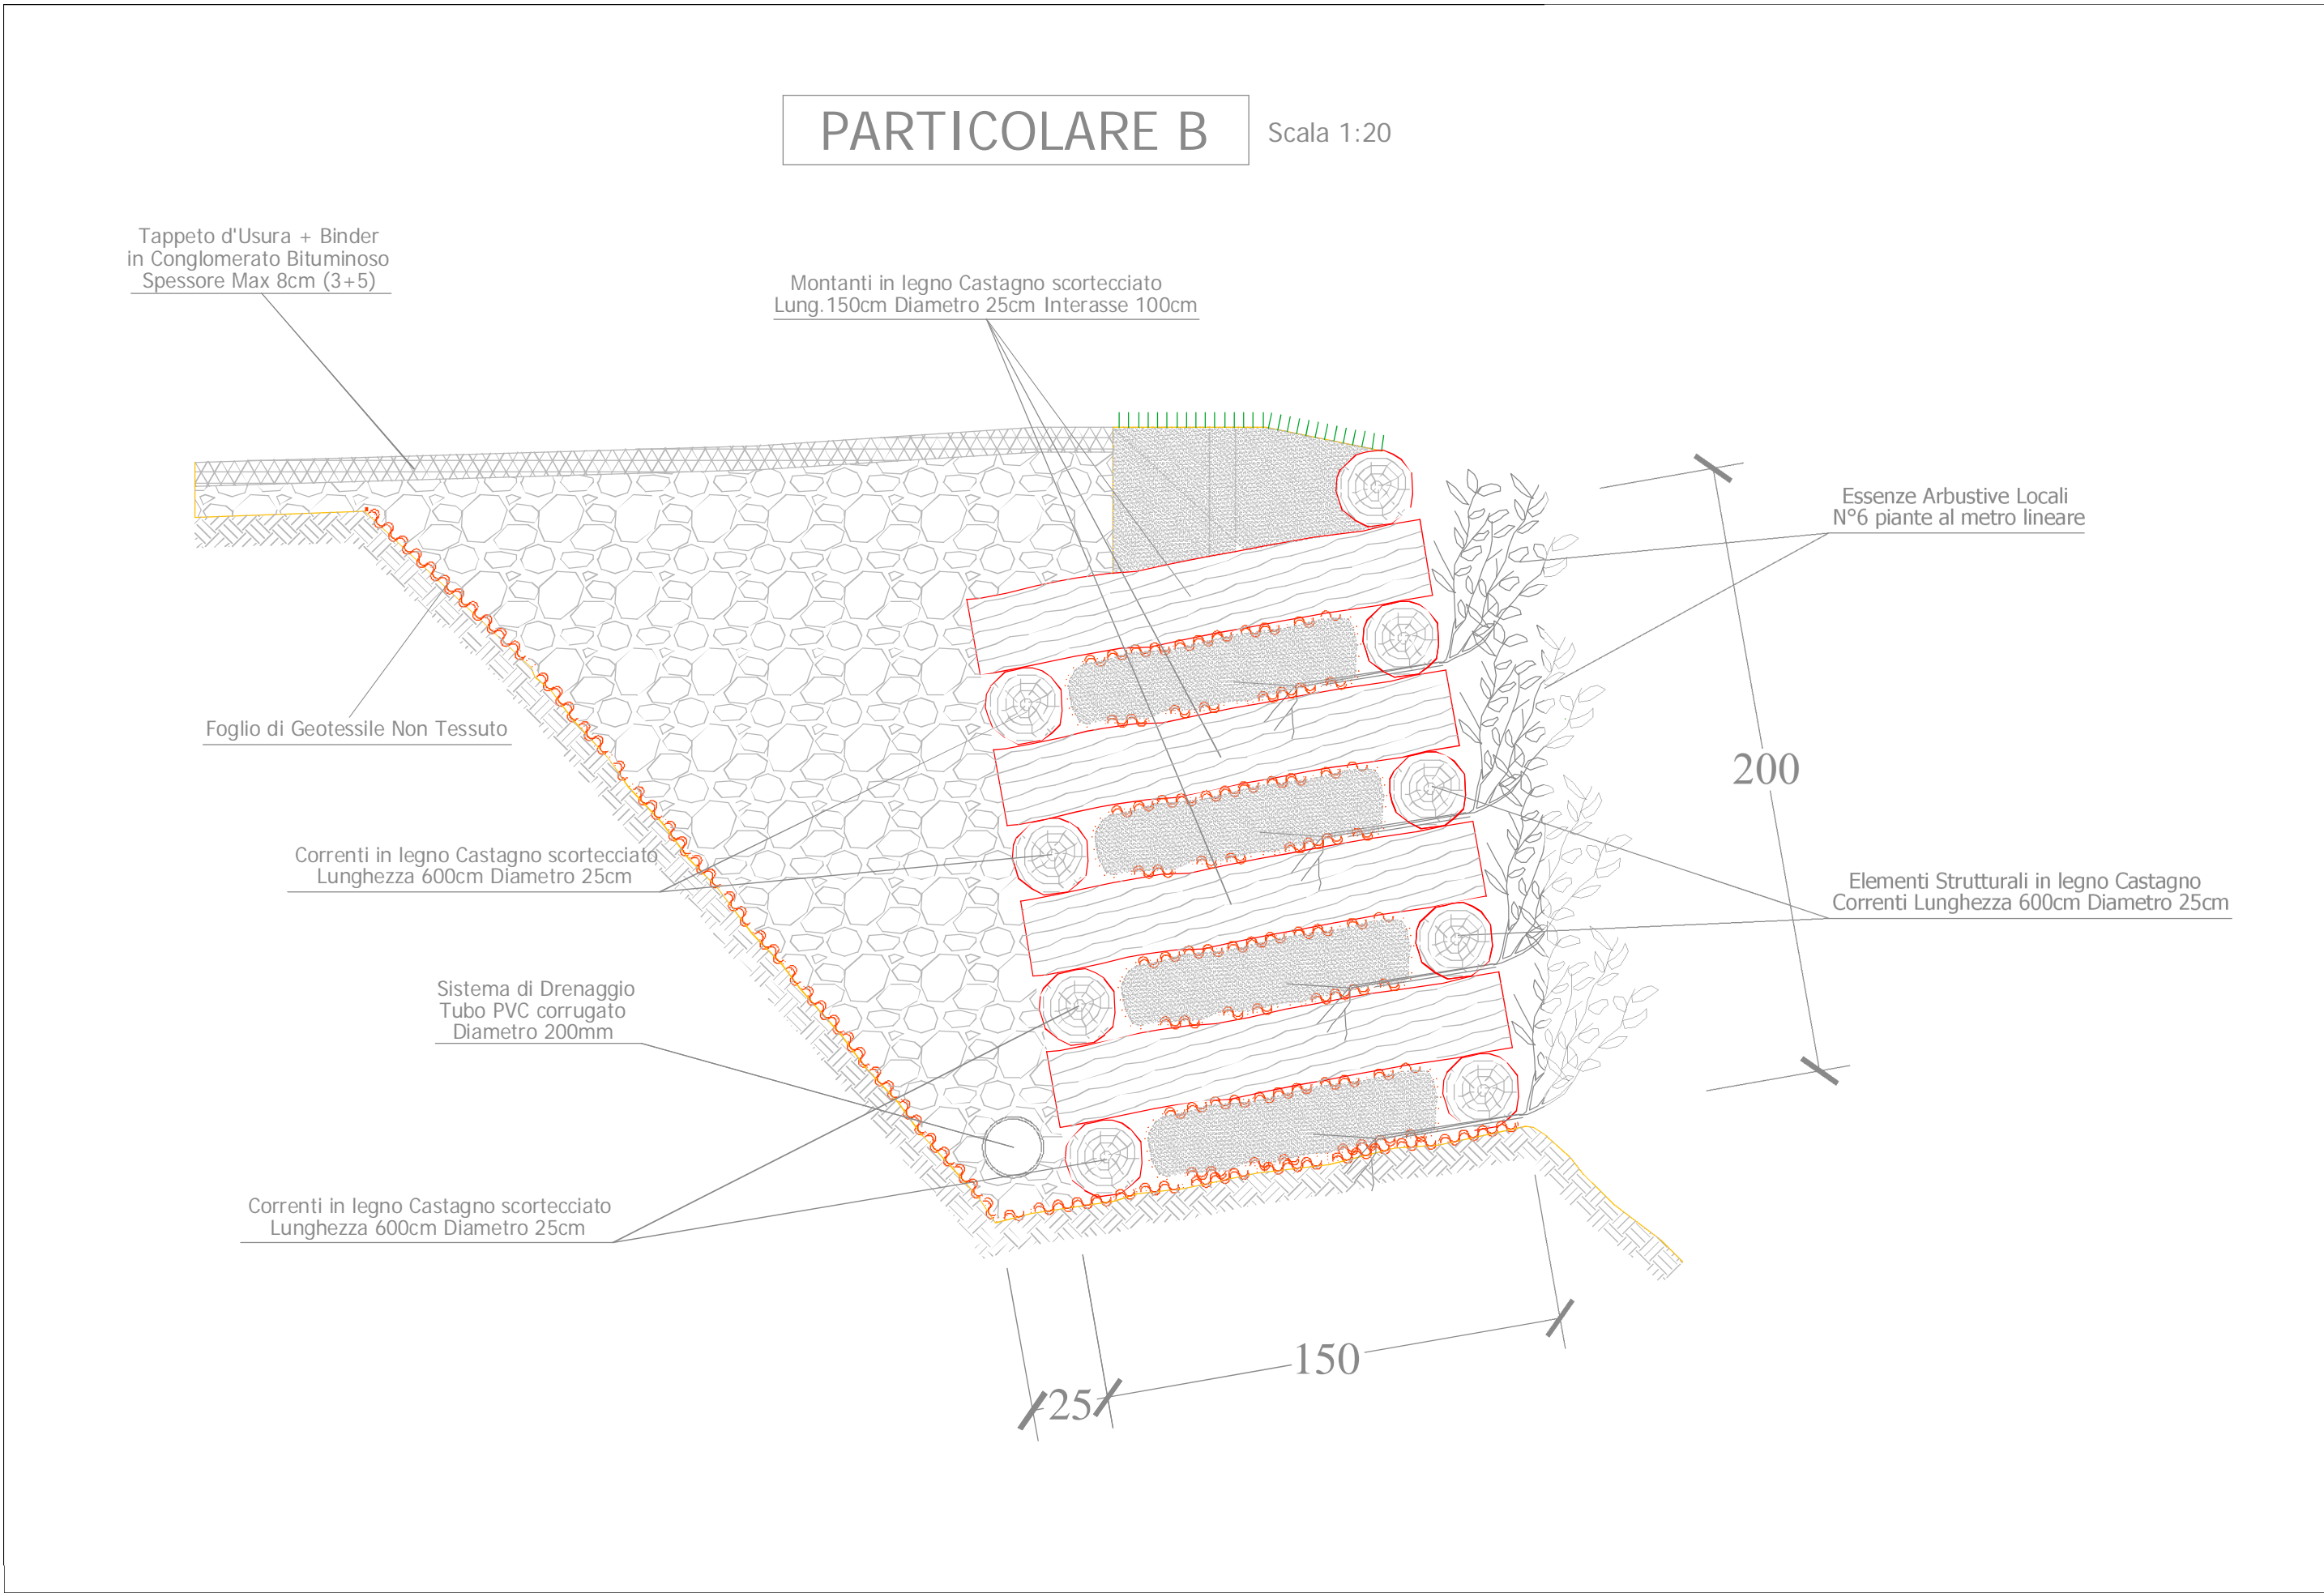 PARTICOLARE B
Scala 1:20
Tappeto d'Usura + Binder
in Conglomerato Bituminoso
Spessore Max 8cm (3+5)
Montanti in legno Castagno scortecciato
Lung.150cm Diametro 25cm Interasse 100cm
Essenze Arbustive Locali
N°6 piante al metro lineare
Foglio di Geotessile Non Tessuto
200
Correnti in legno Castagno scortecciato
Lunghezza 600cm Diametro 25cm
Elementi Strutturali in legno Castagno
Correnti Lunghezza 600cm Diametro 25cm
Sistema di Drenaggio
Tubo PVC corrugato
Diametro 200mm
Correnti in legno Castagno scortecciato
Lunghezza 600cm Diametro 25cm
150
25